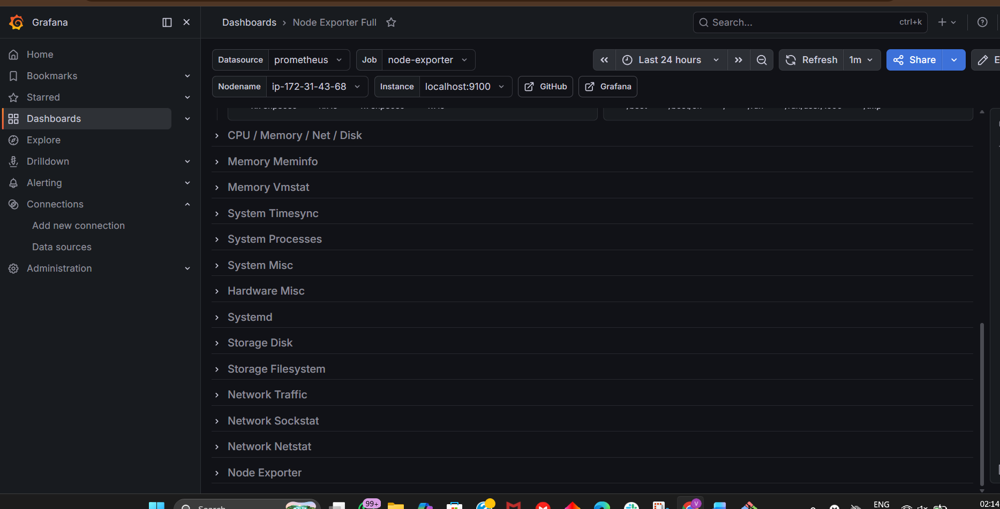 Grafana
Dashboards › Node Exporter Full
Search... ctrl+k
Home
Bookmarks
Starred
Dashboards
Explore
Drilldown
Alerting
Connections
Add new connection
Data sources
Administration
Datasource prometheus
Job node-exporter
Last 24 hours
Refresh 1m
Share
Nodename ip-172-31-43-68
Instance localhost:9100
GitHub
Grafana
CPU / Memory / Net / Disk
Memory Meminfo
Memory Vmstat
System Timesync
System Processes
System Misc
Hardware Misc
Systemd
Storage Disk
Storage Filesystem
Network Traffic
Network Sockstat
Network Netstat
Node Exporter
Search
99+
V
ENG
02:14